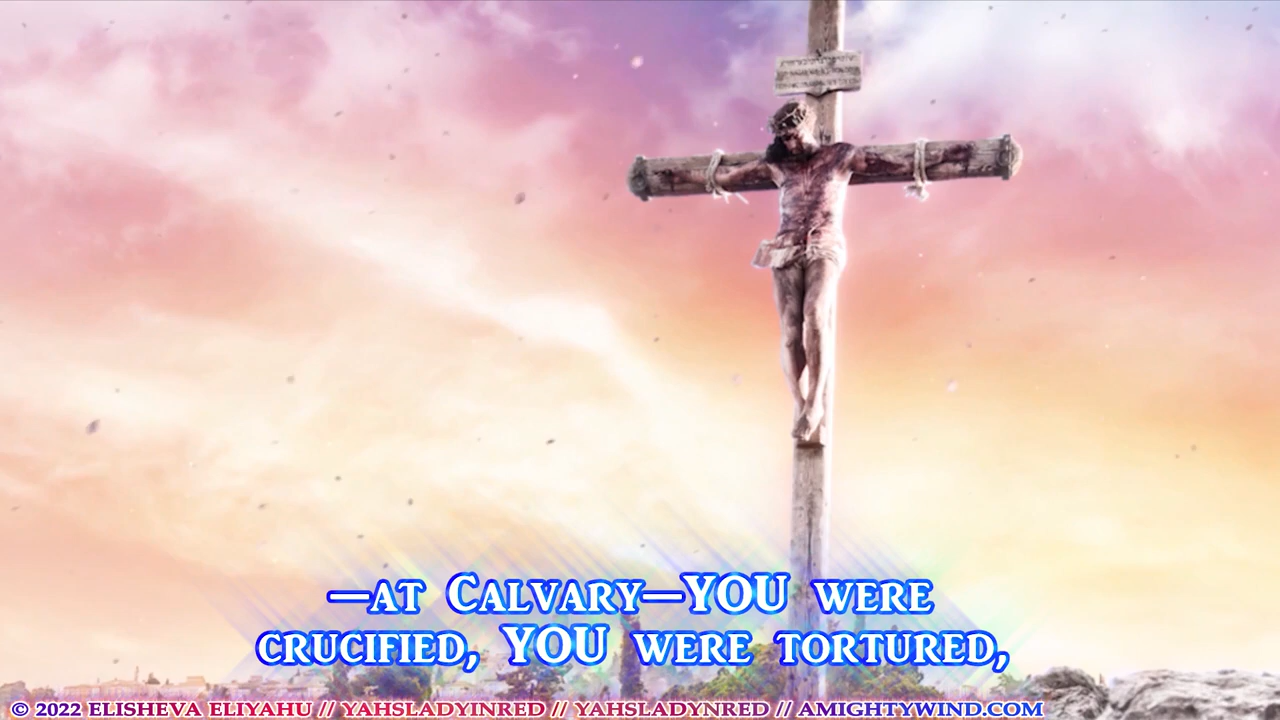 —at Calvary—YOU were
crucified, YOU were tortured,
© 2022 ELISHEVA ELIYAHU // YAHSLADYINRED // YAHSLADYNRED // AMIGHTYWIND.COM